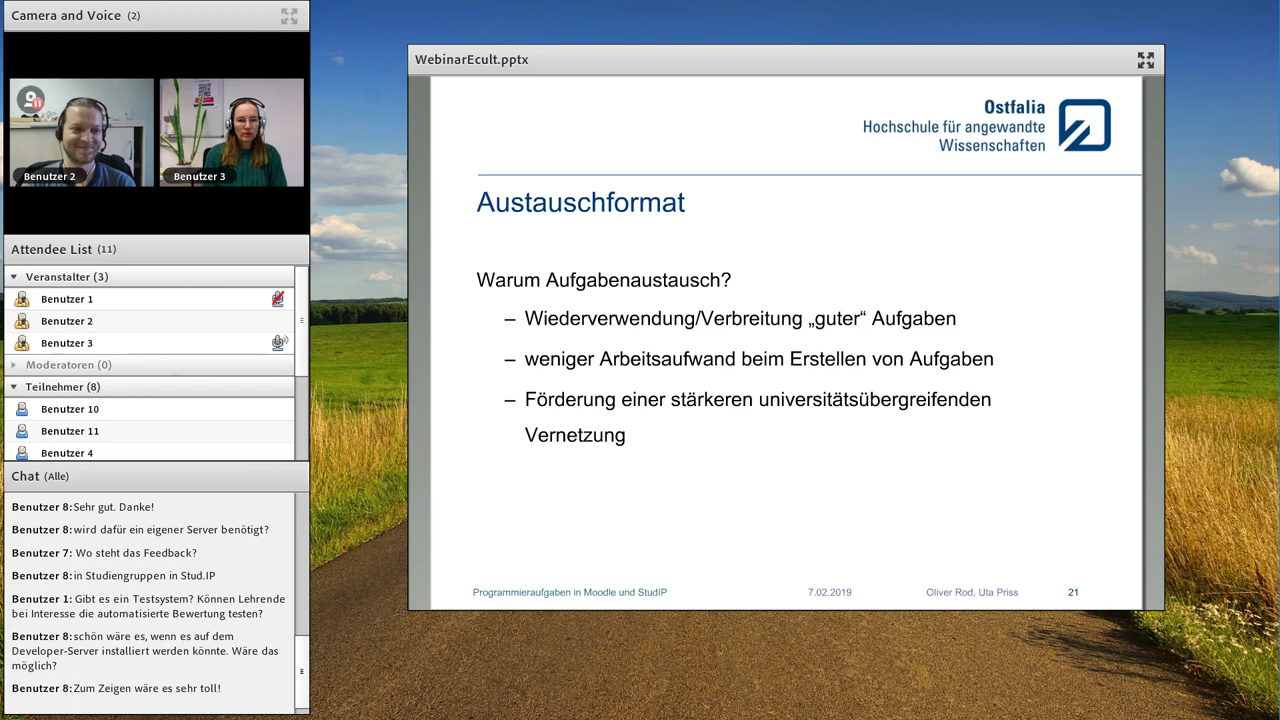 Camera and Voice (2)
Benutzer 2
Benutzer 3
Attendee List (11)
Veranstalter (3)
Benutzer 1
Benutzer 2
Benutzer 3
Moderatoren (0)
Teilnehmer (8)
Benutzer 10
Benutzer 11
Benutzer 4
Chat (Alle)
Benutzer 8: Sehr gut. Danke!
Benutzer 8: wird dafür ein eigener Server benötigt?
Benutzer 7: Wo steht das Feedback?
Benutzer 8: in Studiengruppen in Stud.IP
Benutzer 1: Gibt es ein Testsystem? Können Lehrende
bei Interesse die automatisierte Bewertung testen?
Benutzer 8: schön wäre es, wenn es auf dem
Developer-Server installiert werden könnte. Wäre das
möglich?
Benutzer 8: Zum Zeigen wäre es sehr toll!
WebinarEcult.pptx
Ostfalia
Hochschule für angewandte
Wissenschaften
Austauschformat
Warum Aufgabenaustausch?
– Wiederverwendung/Verbreitung „guter“ Aufgaben
– weniger Arbeitsaufwand beim Erstellen von Aufgaben
– Förderung einer stärkeren universitätsübergreifenden
Vernetzung
Programmieraufgaben in Moodle und StudIP
7.02.2019
Oliver Rod, Uta Priss
21